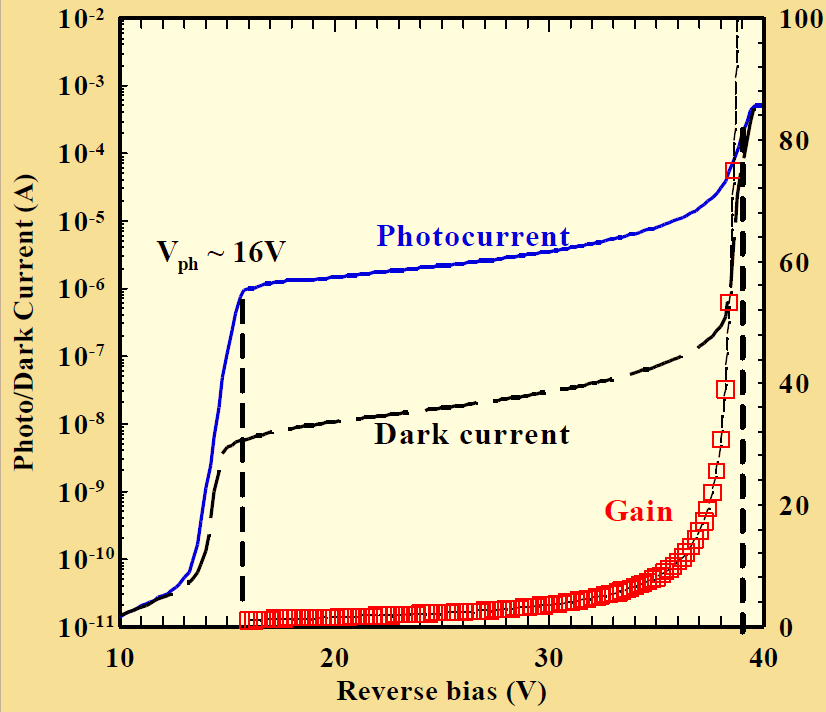 10⁻² 100
10⁻³
10⁻⁴ 80
10⁻⁵
Photocurrent
V_ph ~ 16V
60
10⁻⁶
10⁻⁷
40
10⁻⁸
Dark current
10⁻⁹
20
Gain
10⁻¹⁰
10⁻¹¹ 0
Photo/Dark Current (A)
10 20 30 40
Reverse bias (V)